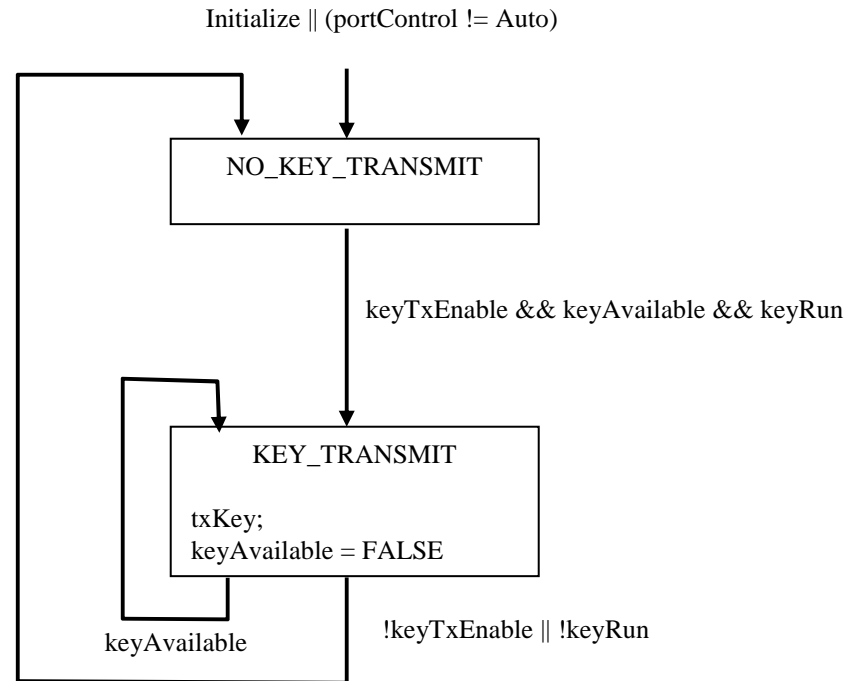 Initialize || (portControl != Auto)
NO_KEY_TRANSMIT
keyTxEnable && keyAvailable && keyRun
KEY_TRANSMIT
txKey;
keyAvailable = FALSE
keyAvailable
!keyTxEnable || !keyRun